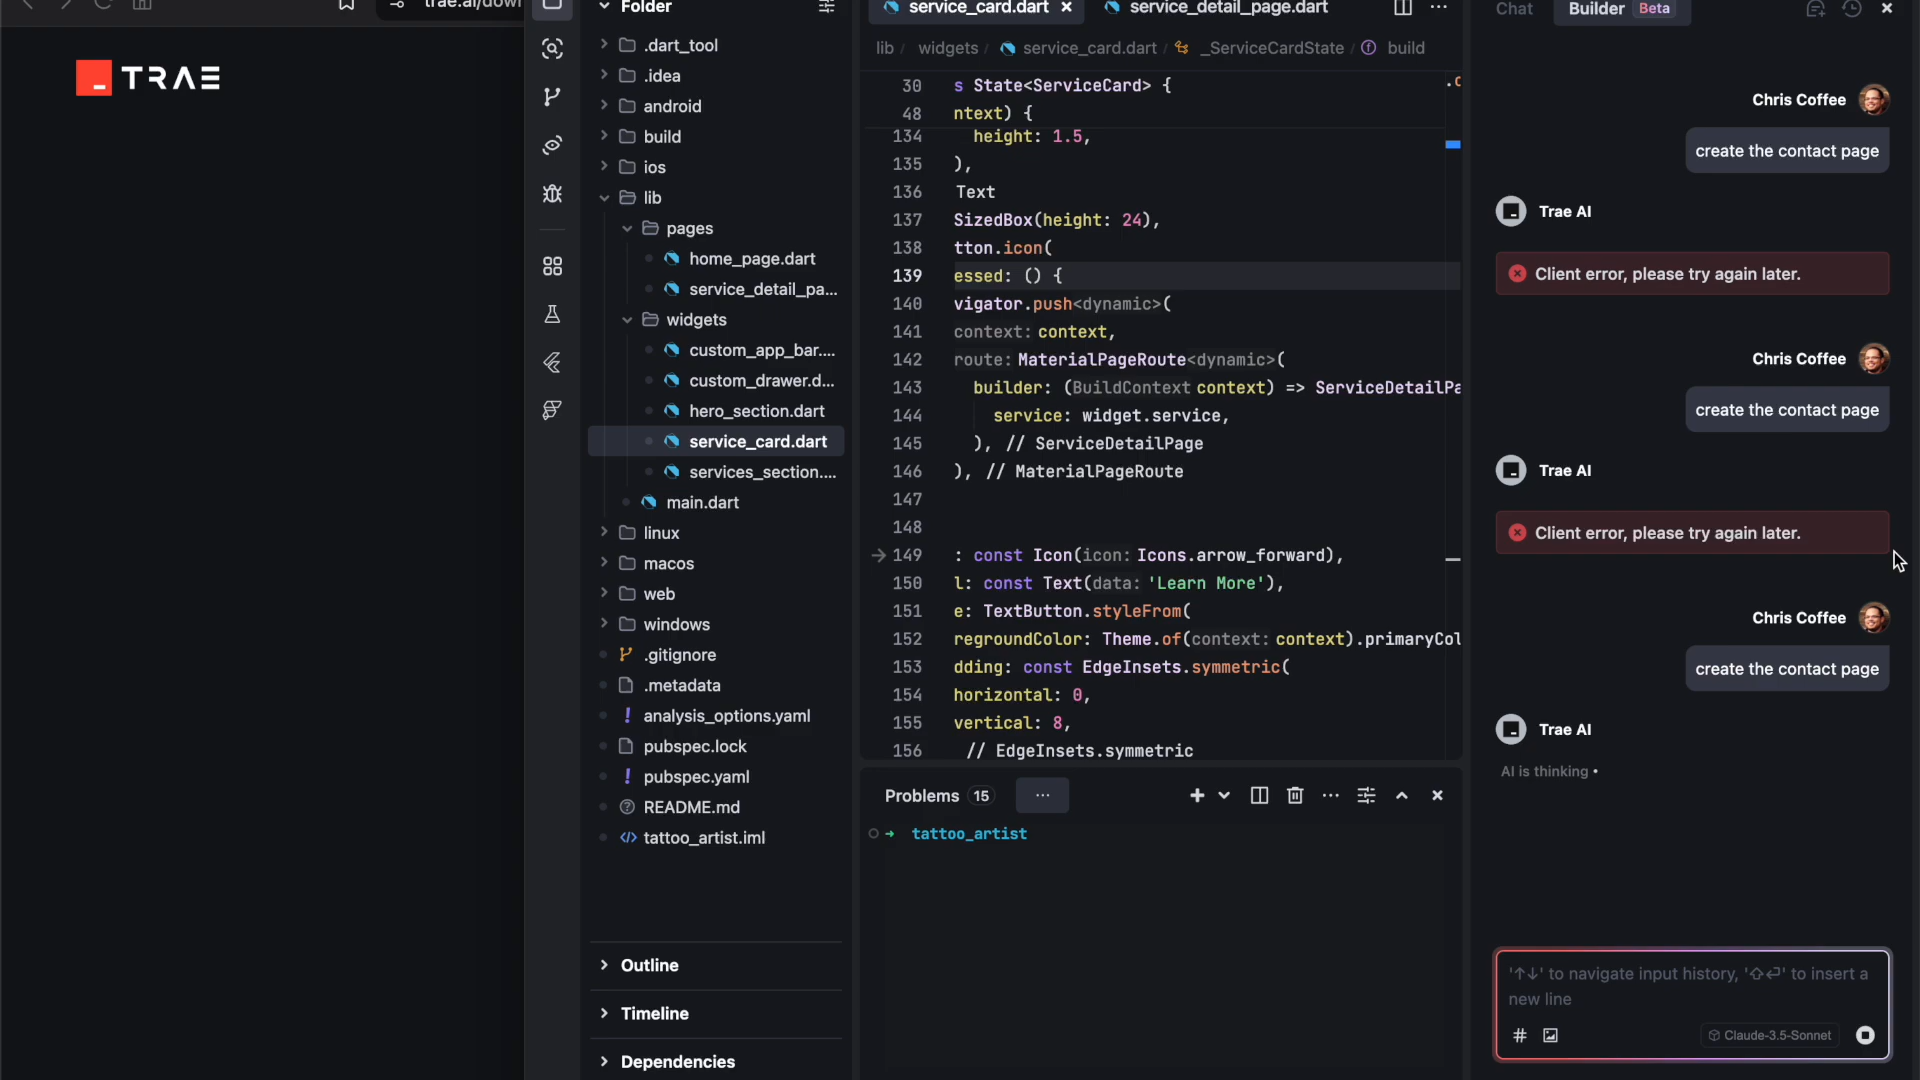 TRAE
Folder
.dart_tool
.idea
android
build
ios
lib
pages
home_page.dart
service_detail_pa...
widgets
custom_app_bar....
custom_drawer.d...
hero_section.dart
service_card.dart
services_section....
main.dart
linux
macos
web
windows
.gitignore
.metadata
analysis_options.yaml
pubspec.lock
pubspec.yaml
README.md
tattoo_artist.iml
Outline
Timeline
Dependencies
service_card.dart
service_detail_page.dart
lib / widgets / service_card.dart / _ServiceCardState / build
30 s State<ServiceCard> {
48 ntext) {
134 height: 1.5,
135 ),
136 Text
137 SizedBox(height: 24),
138 tton.icon(
139 essed: () {
140 vigator.push<dynamic>(
141 context: context,
142 route: MaterialPageRoute<dynamic>(
143 builder: (BuildContext context) => ServiceDetailPa
144 service: widget.service,
145 ), // ServiceDetailPage
146 ), // MaterialPageRoute
147
148
149 : const Icon(icon: Icons.arrow_forward),
150 l: const Text(data: 'Learn More'),
151 e: TextButton.styleFrom(
152 regroundColor: Theme.of(context: context).primaryCol
153 dding: const EdgeInsets.symmetric(
154 horizontal: 0,
155 vertical: 8,
156 // EdgeInsets.symmetric
Problems 15
tattoo_artist
Chat
Builder Beta
Chris Coffee
create the contact page
Trae AI
Client error, please try again later.
Chris Coffee
create the contact page
Trae AI
Client error, please try again later.
Chris Coffee
create the contact page
Trae AI
AI is thinking •
'↑↓' to navigate input history, '⇧⏎' to insert a
new line
Claude-3.5-Sonnet